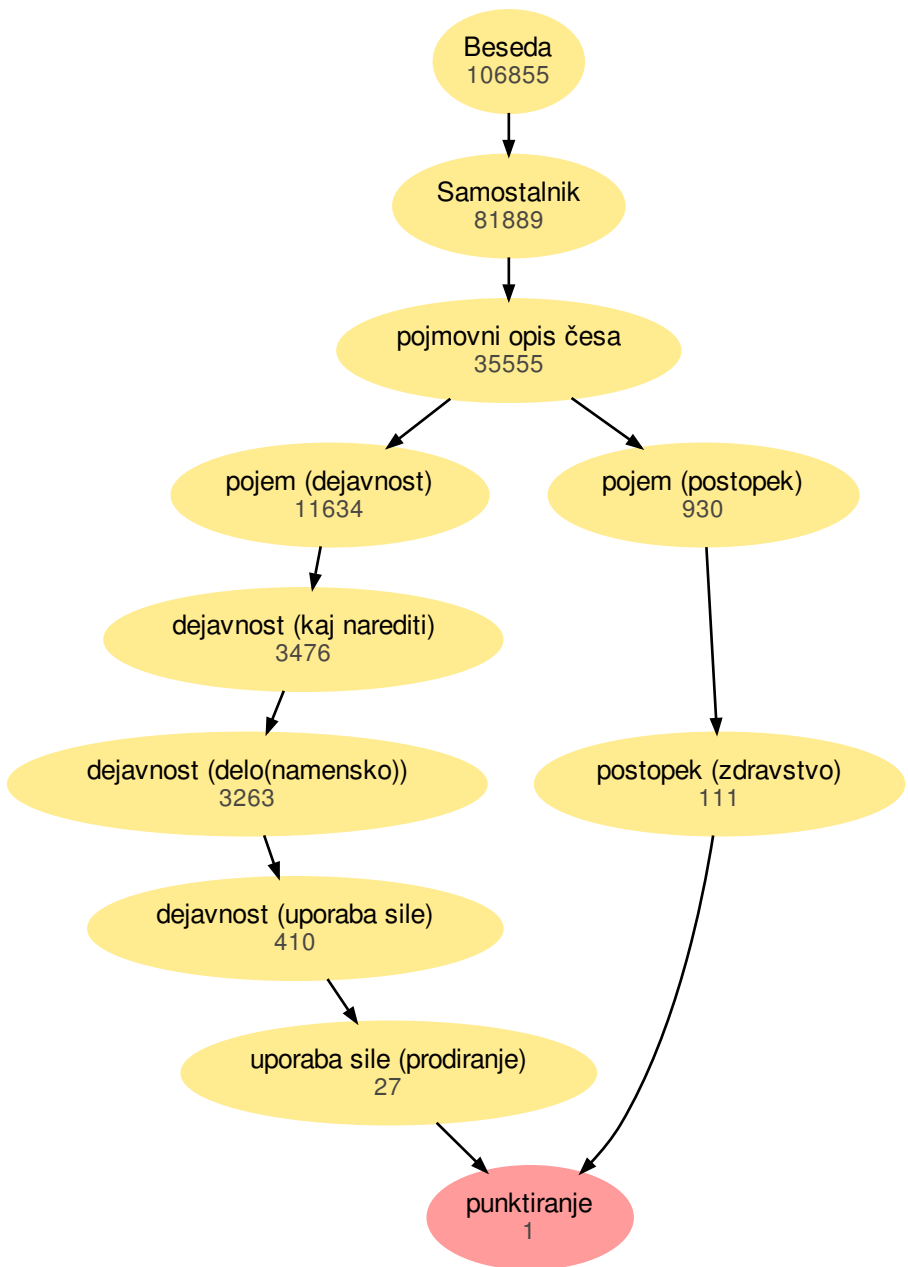 Beseda
106855
Samostalnik
81889
pojmovni opis česa
35555
pojem (dejavnost)
11634
pojem (postopek)
930
dejavnost (kaj narediti)
3476
dejavnost (delo(namensko))
3263
postopek (zdravstvo)
111
dejavnost (uporaba sile)
410
uporaba sile (prodiranje)
27
punktiranje
1